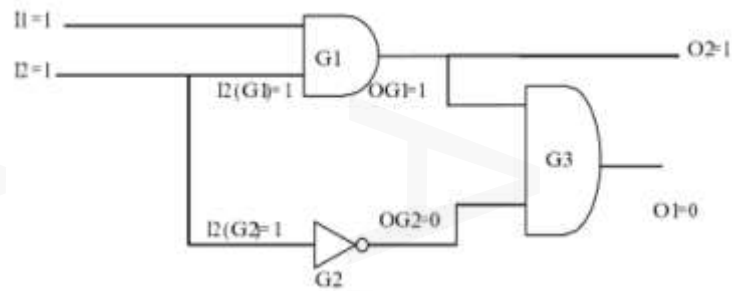 I1=1
G1
O2=1
I2=1
I2(G1)=1
OG1=1
G3
O1=0
I2(G2)=1
OG2=0
G2